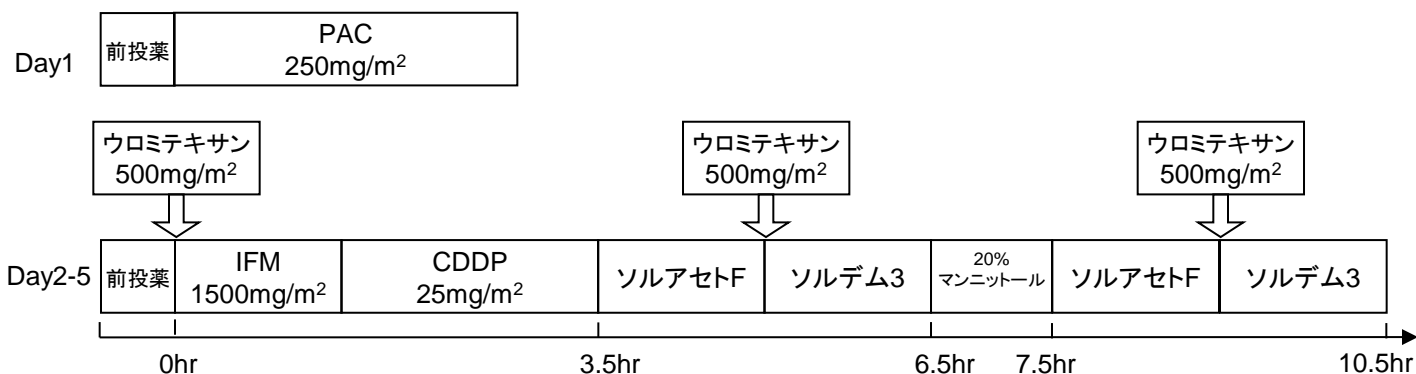 Day1
前投薬
PAC
250mg/m²
ウロミテキサン
500mg/m²
ウロミテキサン
500mg/m²
ウロミテキサン
500mg/m²
Day2-5
前投薬
IFM
1500mg/m²
CDDP
25mg/m²
ソルアセトF
ソルデム3
20%
マンニットール
ソルアセトF
ソルデム3
0hr
3.5hr
6.5hr
7.5hr
10.5hr